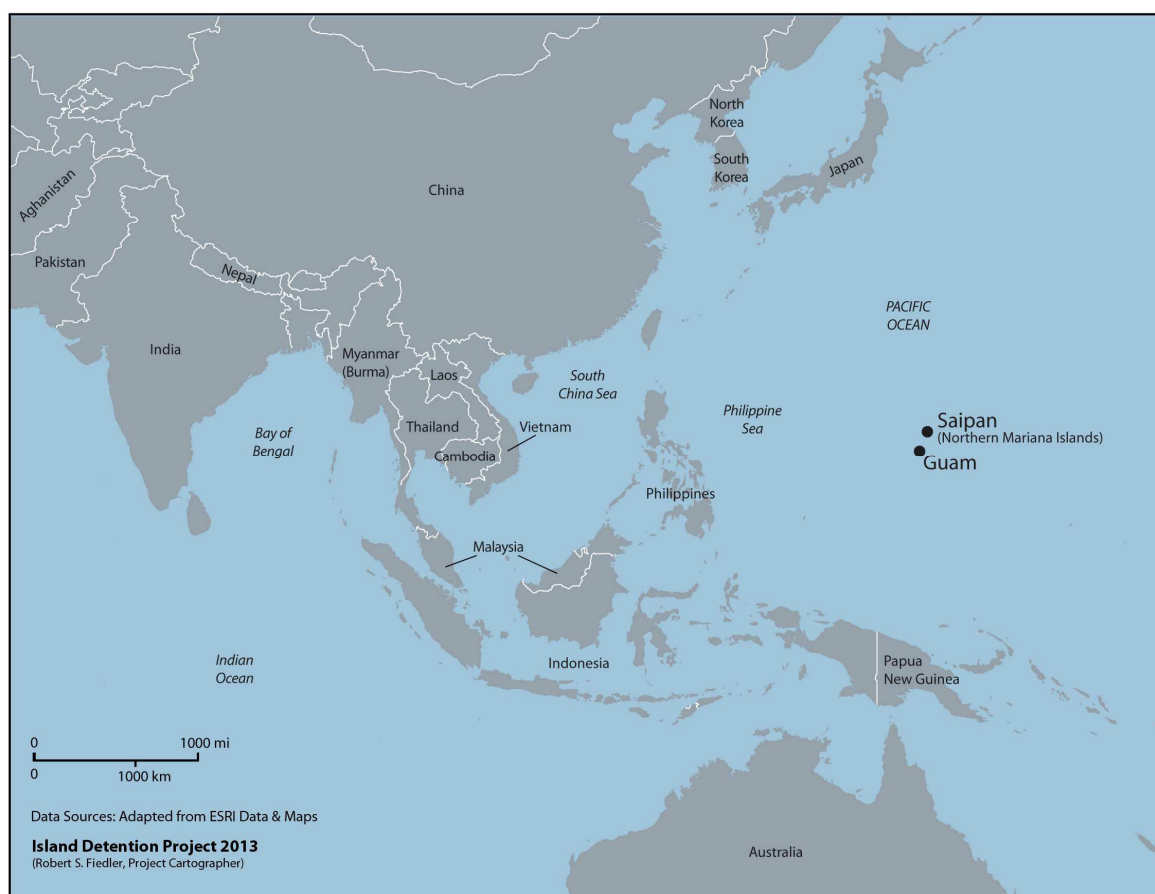 North
Korea
South
Korea
Japan
China
Aghanistan
Pakistan
Nepal
India
Myanmar
(Burma)
Laos
Thailand
Vietnam
Cambodia
Bay of
Bengal
South
China Sea
Philippine
Sea
PACIFIC
OCEAN
Saipan
(Northern Mariana Islands)
Guam
Philippines
Malaysia
Indian
Ocean
Indonesia
Papua
New Guinea
Australia
0 1000 mi
0 1000 km
Data Sources: Adapted from ESRI Data & Maps
Island Detention Project 2013
(Robert S. Fiedler, Project Cartographer)